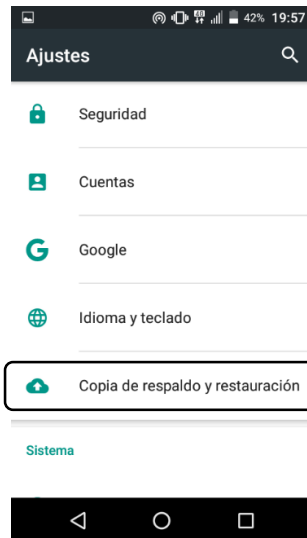 42% 19:57
Ajustes
Seguridad
Cuentas
Google
Idioma y teclado
Copia de respaldo y restauración
Sistema